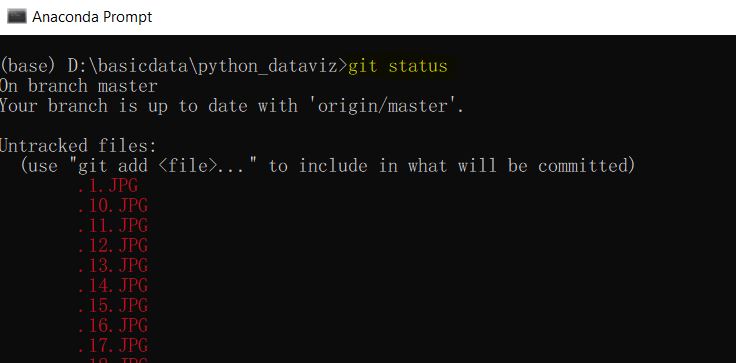 Anaconda Prompt
(base) D:\basicdata\python_dataviz>git status
On branch master
Your branch is up to date with 'origin/master'.
Untracked files:
  (use "git add <file>..." to include in what will be committed)
        .1.JPG
        .10.JPG
        .11.JPG
        .12.JPG
        .13.JPG
        .14.JPG
        .15.JPG
        .16.JPG
        .17.JPG